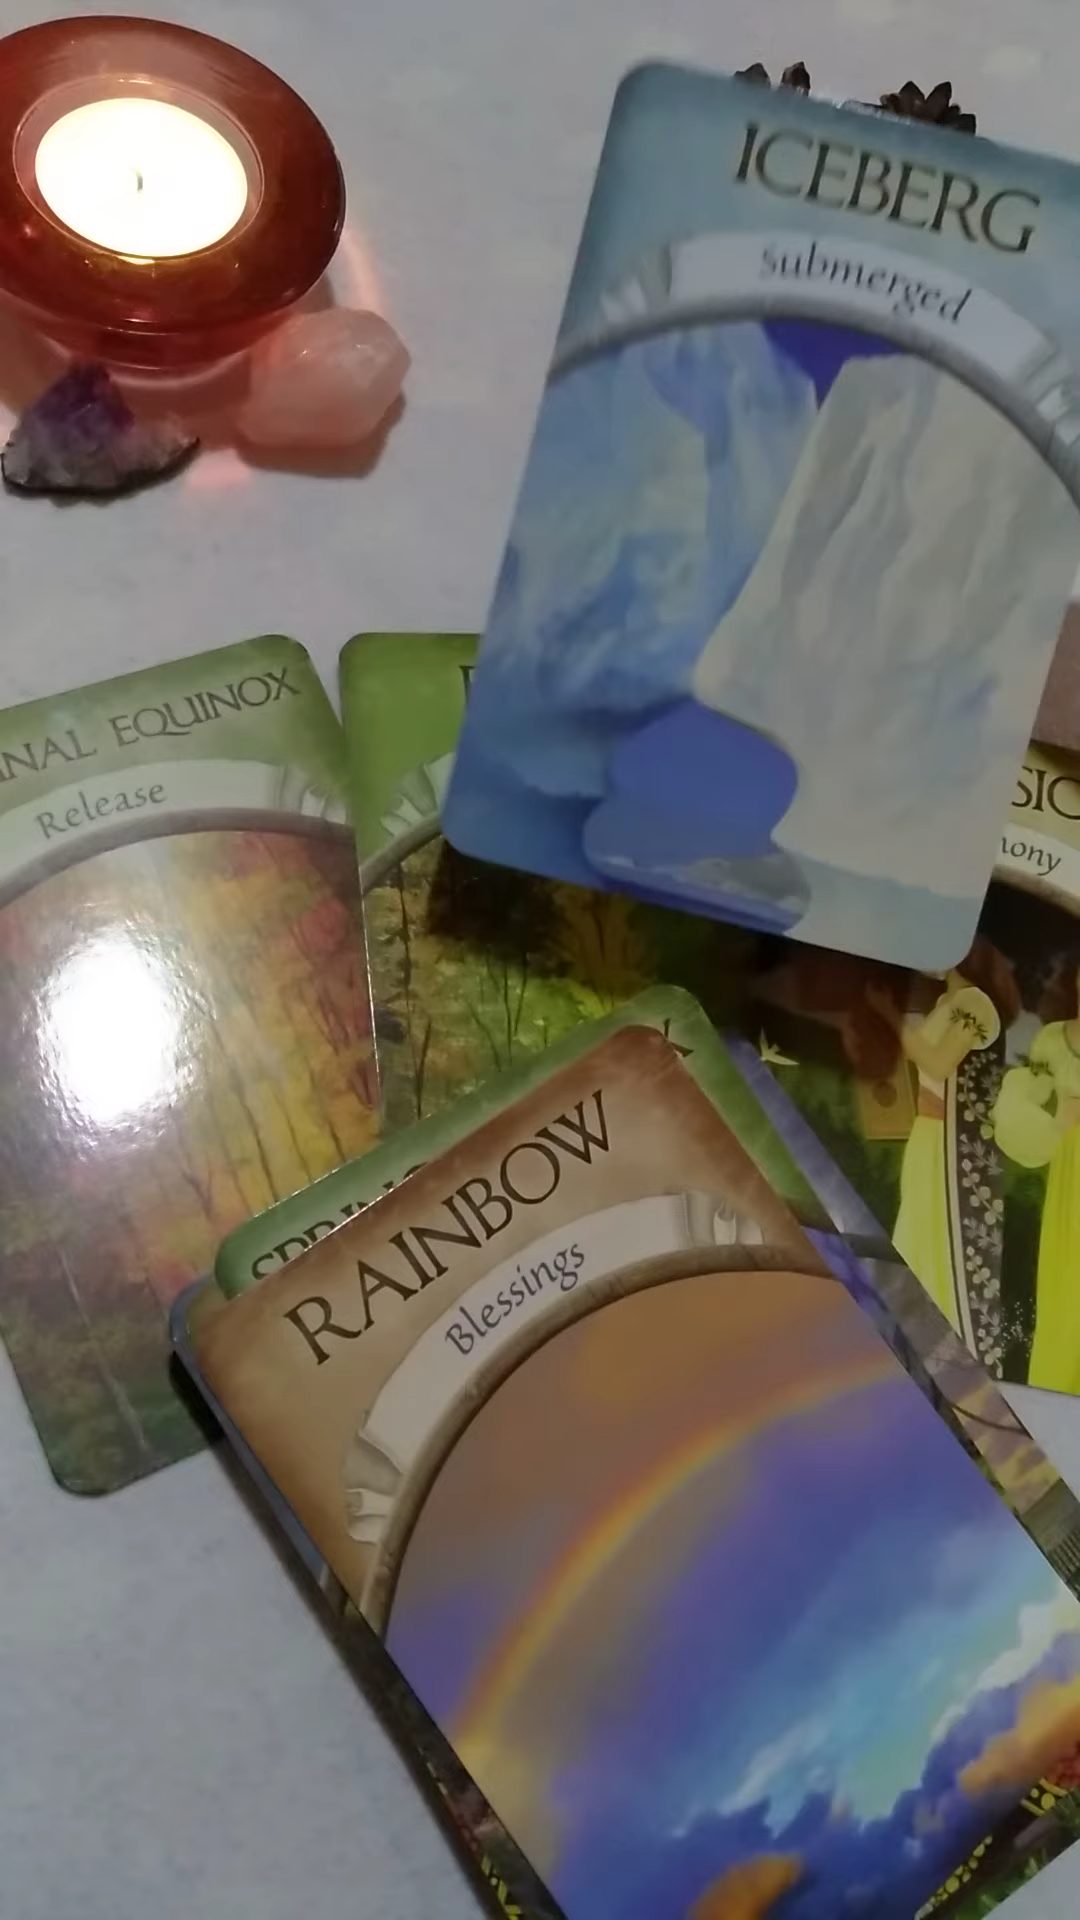 ICEBERG
Submerged
NAL EQUINOX
Release
RAINBOW
Blessings